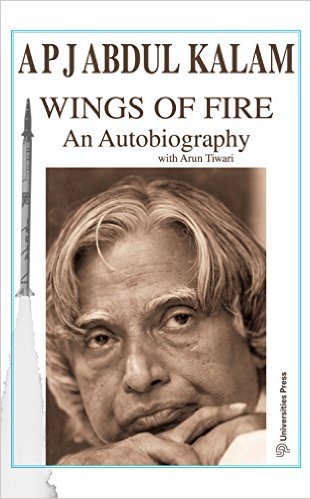 A P J ABDUL KALAM
WINGS OF FIRE
An Autobiography
with Arun Tiwari
Universities Press